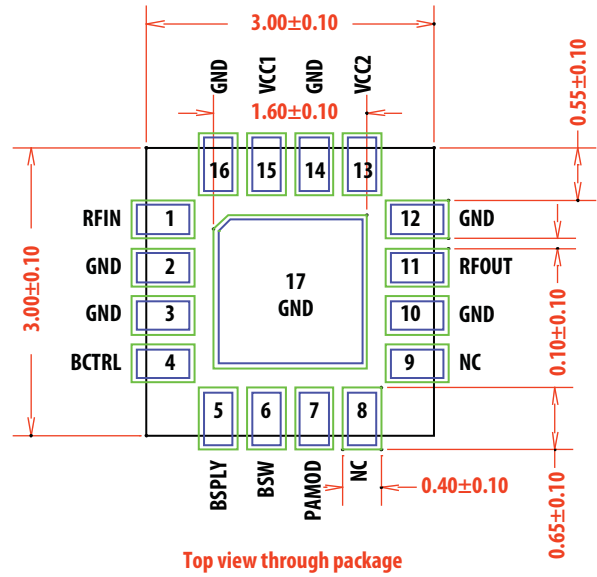 3.00±0.10
GND
VCC1
GND
VCC2
1.60±0.10
0.55±0.10
16
15
14
13
RFIN
1
12
GND
GND
2
11
RFOUT
17
GND
GND
3
10
GND
BCTRL
4
9
NC
3.00±0.10
0.10±0.10
5
6
7
8
BSPLY
BSW
PAMOD
NC
0.40±0.10
0.65±0.10
Top view through package